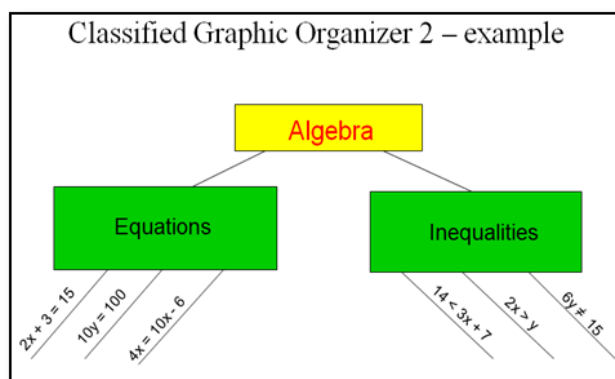 Classified Graphic Organizer 2 – example
Algebra
Equations
Inequalities
2x + 3 = 15
10y = 100
4x = 10x - 6
14 < 3x + 7
2x > y
6y ≠ 15